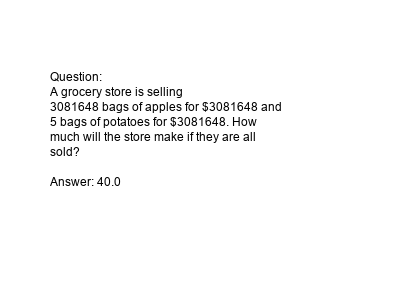 Question:
A grocery store is selling
3081648 bags of apples for $3081648 and
5 bags of potatoes for $3081648. How
much will the store make if they are all
sold?
Answer: 40.0